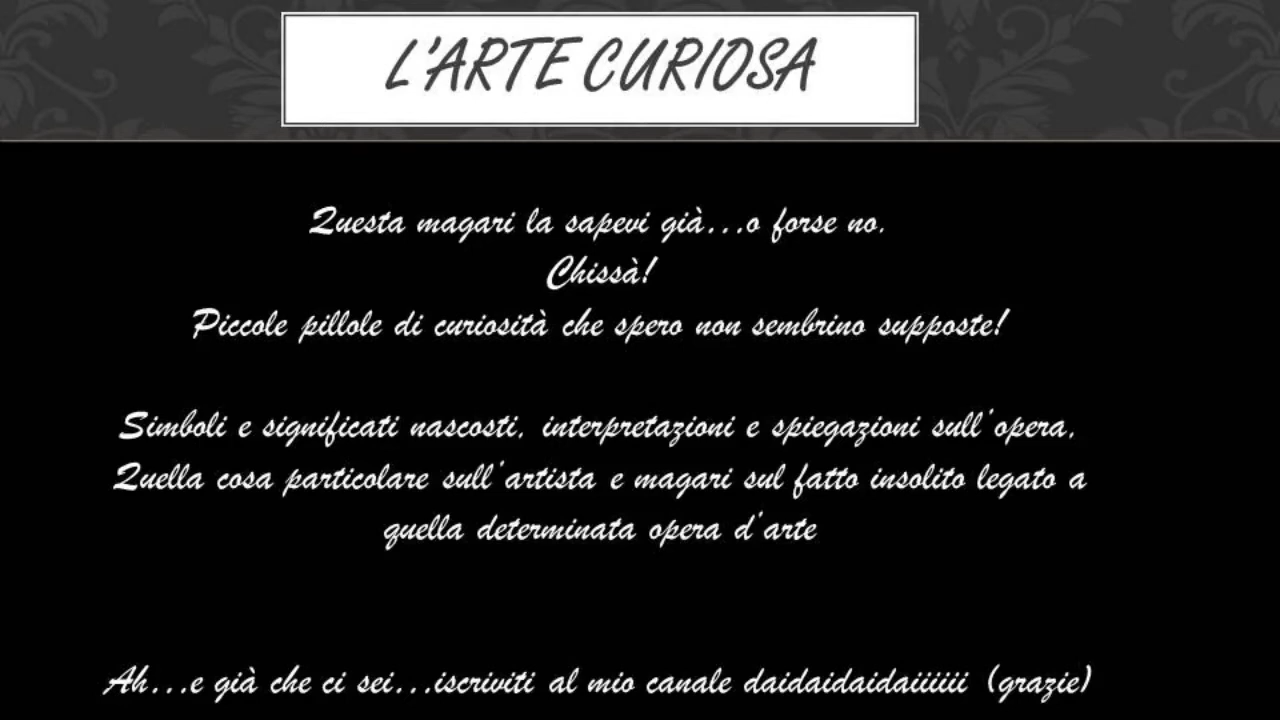 L'ARTE CURIOSA
Questa magari la sapevi già...o forse no.
Chissà!
Piccole pillole di curiosità che spero non sembrino supposte!
Simboli e significati nascosti, interpretazioni e spiegazioni sull'opera,
Quella cosa particolare sull'artista e magari sul fatto insolito legato a
quella determinata opera d'arte
Ah...e già che ci sei...iscriviti al mio canale daidaidaidaiiiiii (grazie)